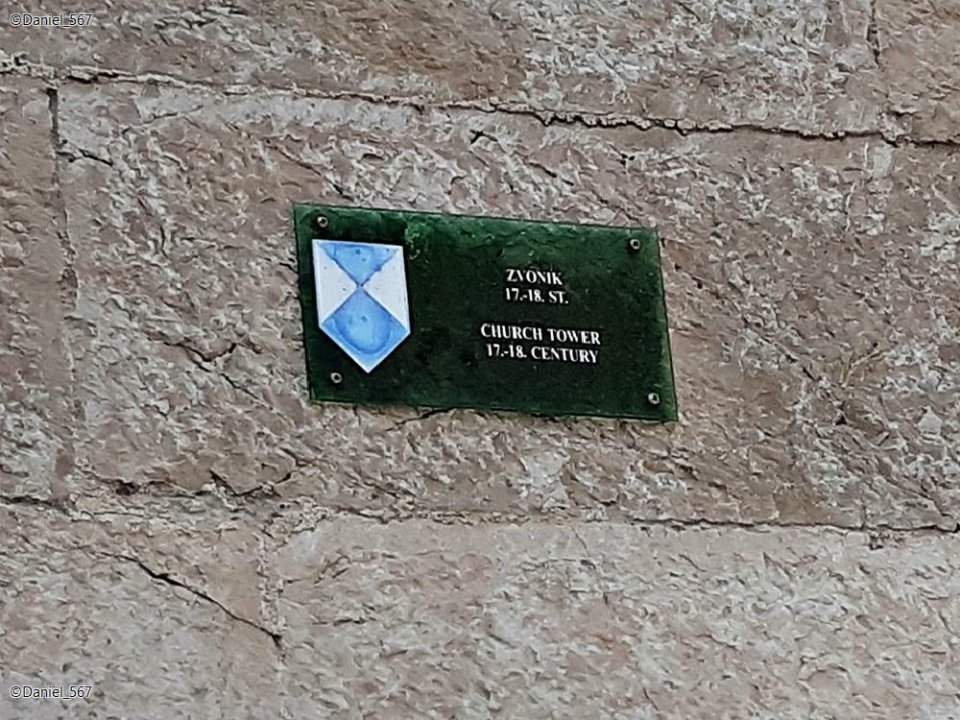 ©Daniel_567
ZVONIK
17.-18. ST.
CHURCH TOWER
17.-18. CENTURY
©Daniel_567